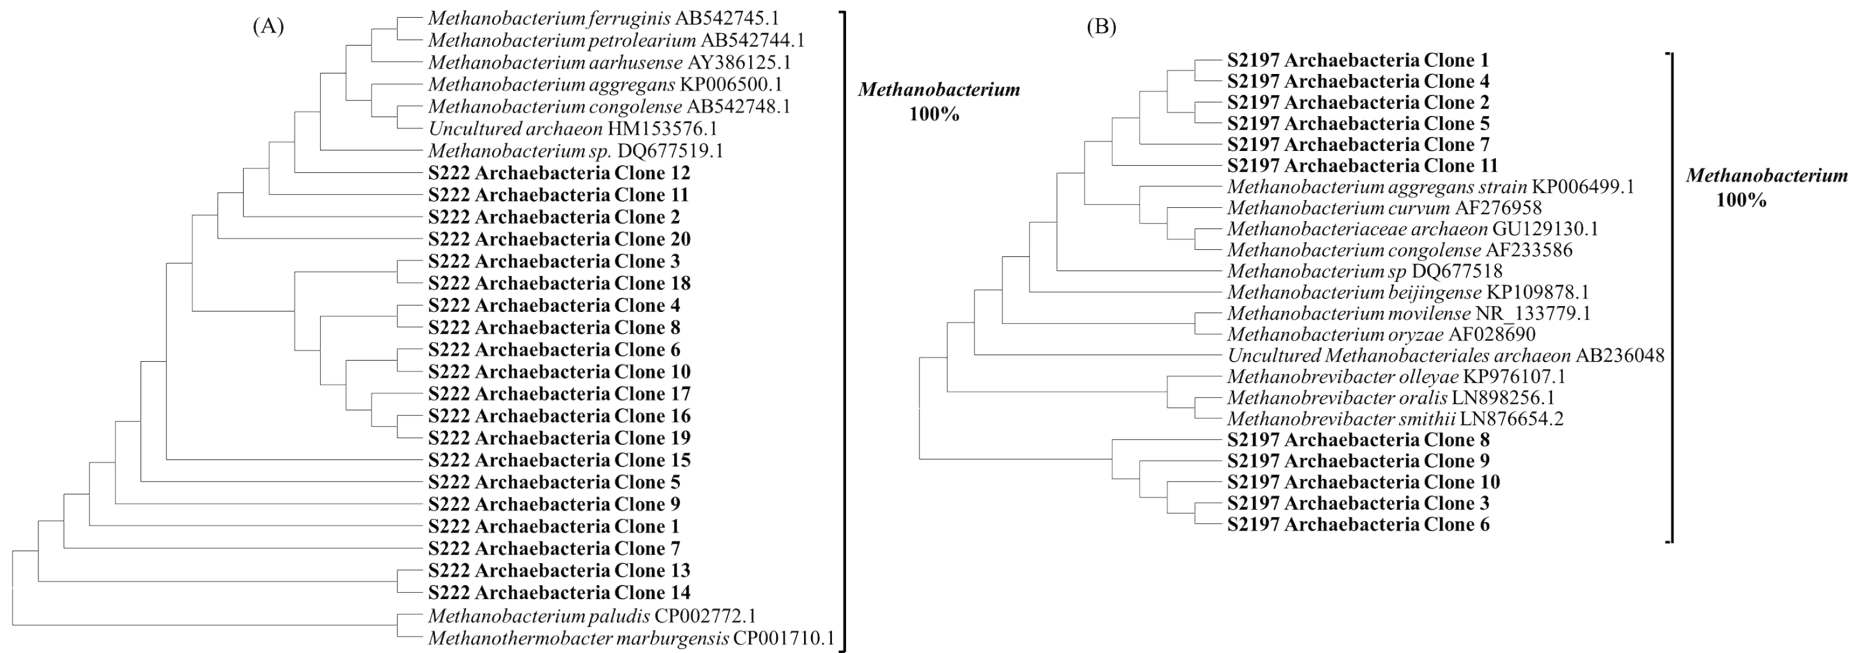 (A)
Methanobacterium ferruginis AB542745.1
Methanobacterium petrolearium AB542744.1
Methanobacterium aarhusense AY386125.1
Methanobacterium aggregans KP006500.1
Methanobacterium congolense AB542748.1
Uncultured archaeon HM153576.1
Methanobacterium sp. DQ677519.1
S222 Archaebacteria Clone 12
S222 Archaebacteria Clone 11
S222 Archaebacteria Clone 2
S222 Archaebacteria Clone 20
S222 Archaebacteria Clone 3
S222 Archaebacteria Clone 18
S222 Archaebacteria Clone 4
S222 Archaebacteria Clone 8
S222 Archaebacteria Clone 6
S222 Archaebacteria Clone 10
S222 Archaebacteria Clone 17
S222 Archaebacteria Clone 16
S222 Archaebacteria Clone 19
S222 Archaebacteria Clone 15
S222 Archaebacteria Clone 5
S222 Archaebacteria Clone 9
S222 Archaebacteria Clone 1
S222 Archaebacteria Clone 7
S222 Archaebacteria Clone 13
S222 Archaebacteria Clone 14
Methanobacterium paludis CP002772.1
Methanothermobacter marburgensis CP001710.1
Methanobacterium
100%
(B)
S2197 Archaebacteria Clone 1
S2197 Archaebacteria Clone 4
S2197 Archaebacteria Clone 2
S2197 Archaebacteria Clone 5
S2197 Archaebacteria Clone 7
S2197 Archaebacteria Clone 11
Methanobacterium aggregans strain KP006499.1
Methanobacterium curvum AF276958
Methanobacteriaceae archaeon GU129130.1
Methanobacterium congolense AF233586
Methanobacterium sp DQ677518
Methanobacterium beijingense KP109878.1
Methanobacterium movilense NR_133779.1
Methanobacterium oryzae AF028690
Uncultured Methanobacteriales archaeon AB236048
Methanobrevibacter olleyae KP976107.1
Methanobrevibacter oralis LN898256.1
Methanobrevibacter smithii LN876654.2
S2197 Archaebacteria Clone 8
S2197 Archaebacteria Clone 9
S2197 Archaebacteria Clone 10
S2197 Archaebacteria Clone 3
S2197 Archaebacteria Clone 6
Methanobacterium
100%